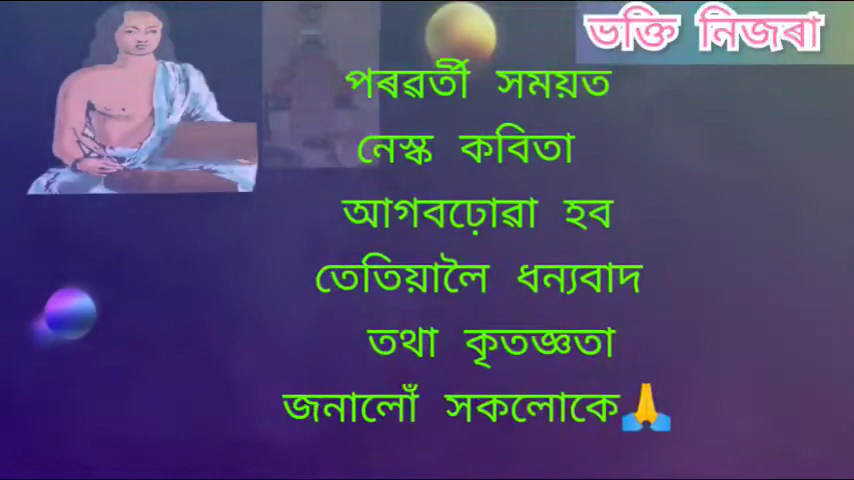 ভক্তি নিজৰা
পৰৱৰ্তী সময়ত
নেস্ক কবিতা
আগবঢ়োৱা হব
তেতিয়ালৈ ধন্যবাদ
তথা কৃতজ্ঞতা
জনালোঁ সকলোকে🙏